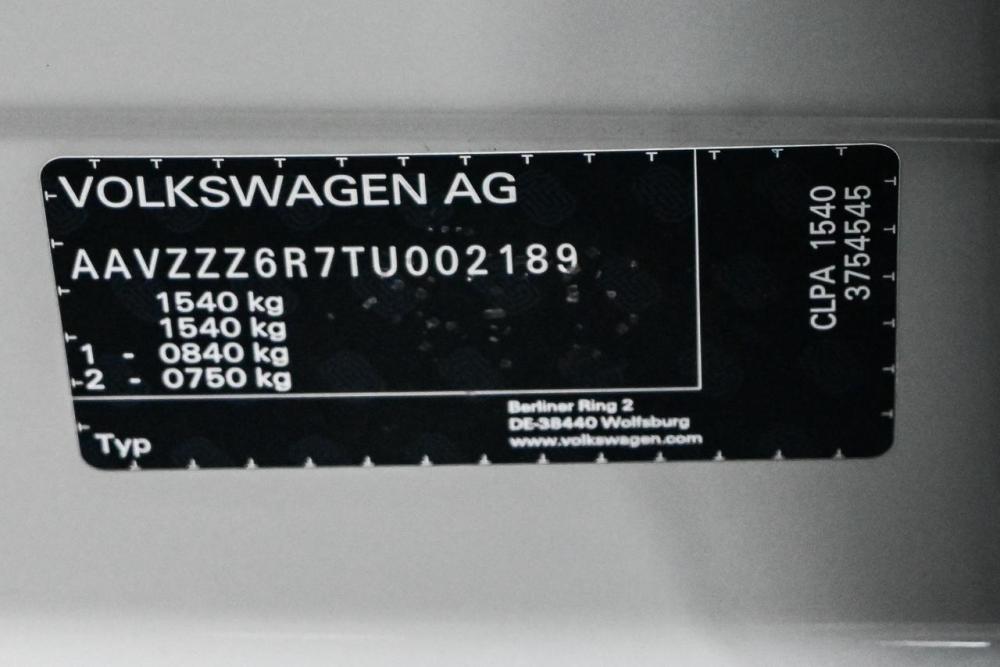 VOLKSWAGEN AG
AAVZZZ6R7TU002189
1540 kg
1540 kg
1 - 0840 kg
2 - 0750 kg
Typ
Berliner Ring 2
DE-38440 Wolfsburg
www.volkswagen.com
CLPA 1540
3754545